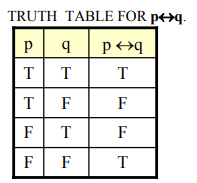 TRUTH TABLE FOR p↔q.
p q p ↔q
T T T
T F F
F T F
F F T